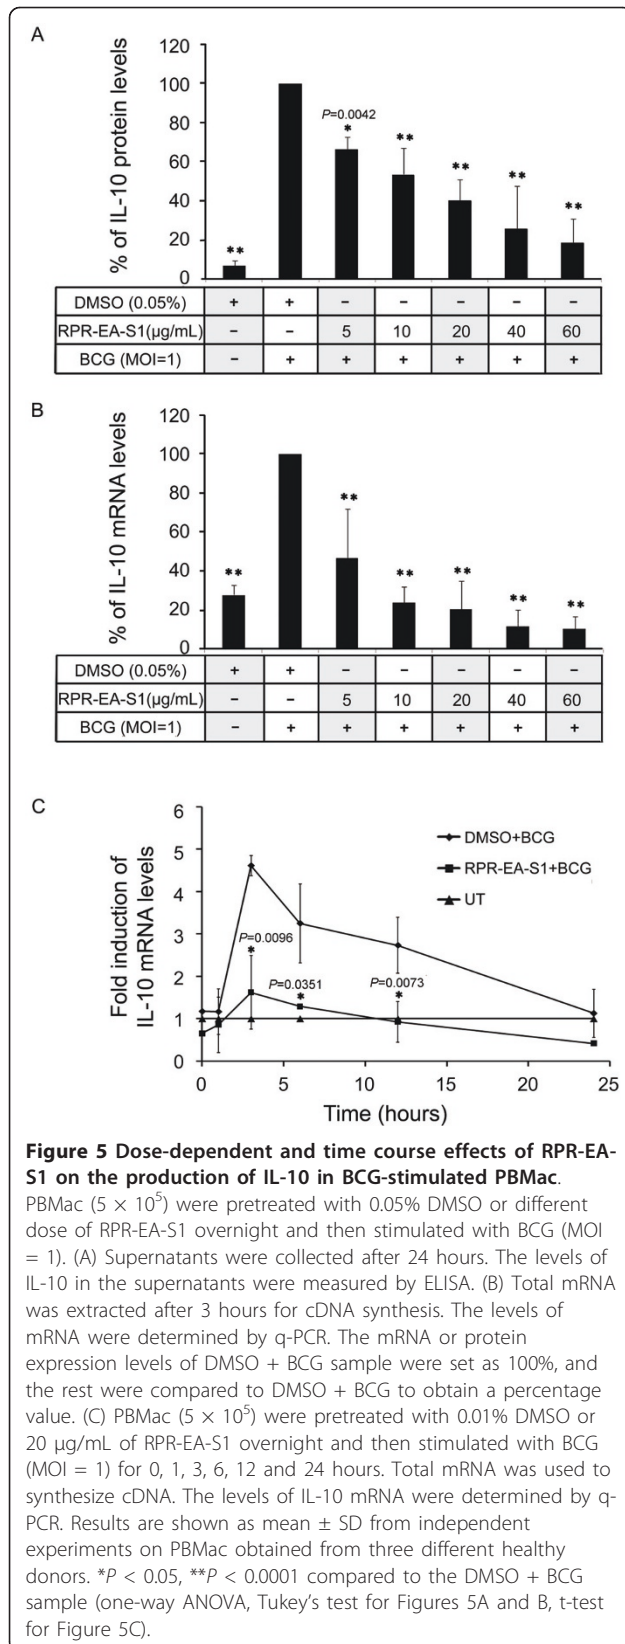 A
% of IL-10 protein levels
120
100
80
60
40
20
0
**
P=0.0042
*
**
**
**
**
DMSO (0.05%) + + − − − − −
RPR-EA-S1(µg/mL) − − 5 10 20 40 60
BCG (MOI=1) − + + + + + +
B
% of IL-10 mRNA levels
120
100
80
60
40
20
0
**
**
**
**
**
**
DMSO (0.05%) + + − − − − −
RPR-EA-S1(µg/mL) − − 5 10 20 40 60
BCG (MOI=1) − + + + + + +
C
Fold induction of
IL-10 mRNA levels
6
5
4
3
2
1
0
DMSO+BCG
RPR-EA-S1+BCG
UT
P=0.0096
*
P=0.0351
*
P=0.0073
*
0 5 10 15 20 25
Time (hours)
Figure 5 Dose-dependent and time course effects of RPR-EA-
S1 on the production of IL-10 in BCG-stimulated PBMac.
PBMac (5 × 10⁵) were pretreated with 0.05% DMSO or different
dose of RPR-EA-S1 overnight and then stimulated with BCG (MOI
= 1). (A) Supernatants were collected after 24 hours. The levels of
IL-10 in the supernatants were measured by ELISA. (B) Total mRNA
was extracted after 3 hours for cDNA synthesis. The levels of
mRNA were determined by q-PCR. The mRNA or protein
expression levels of DMSO + BCG sample were set as 100%, and
the rest were compared to DMSO + BCG to obtain a percentage
value. (C) PBMac (5 × 10⁵) were pretreated with 0.01% DMSO or
20 µg/mL of RPR-EA-S1 overnight and then stimulated with BCG
(MOI = 1) for 0, 1, 3, 6, 12 and 24 hours. Total mRNA was used to
synthesize cDNA. The levels of IL-10 mRNA were determined by q-
PCR. Results are shown as mean ± SD from independent
experiments on PBMac obtained from three different healthy
donors. *P < 0.05, **P < 0.0001 compared to the DMSO + BCG
sample (one-way ANOVA, Tukey's test for Figures 5A and B, t-test
for Figure 5C).